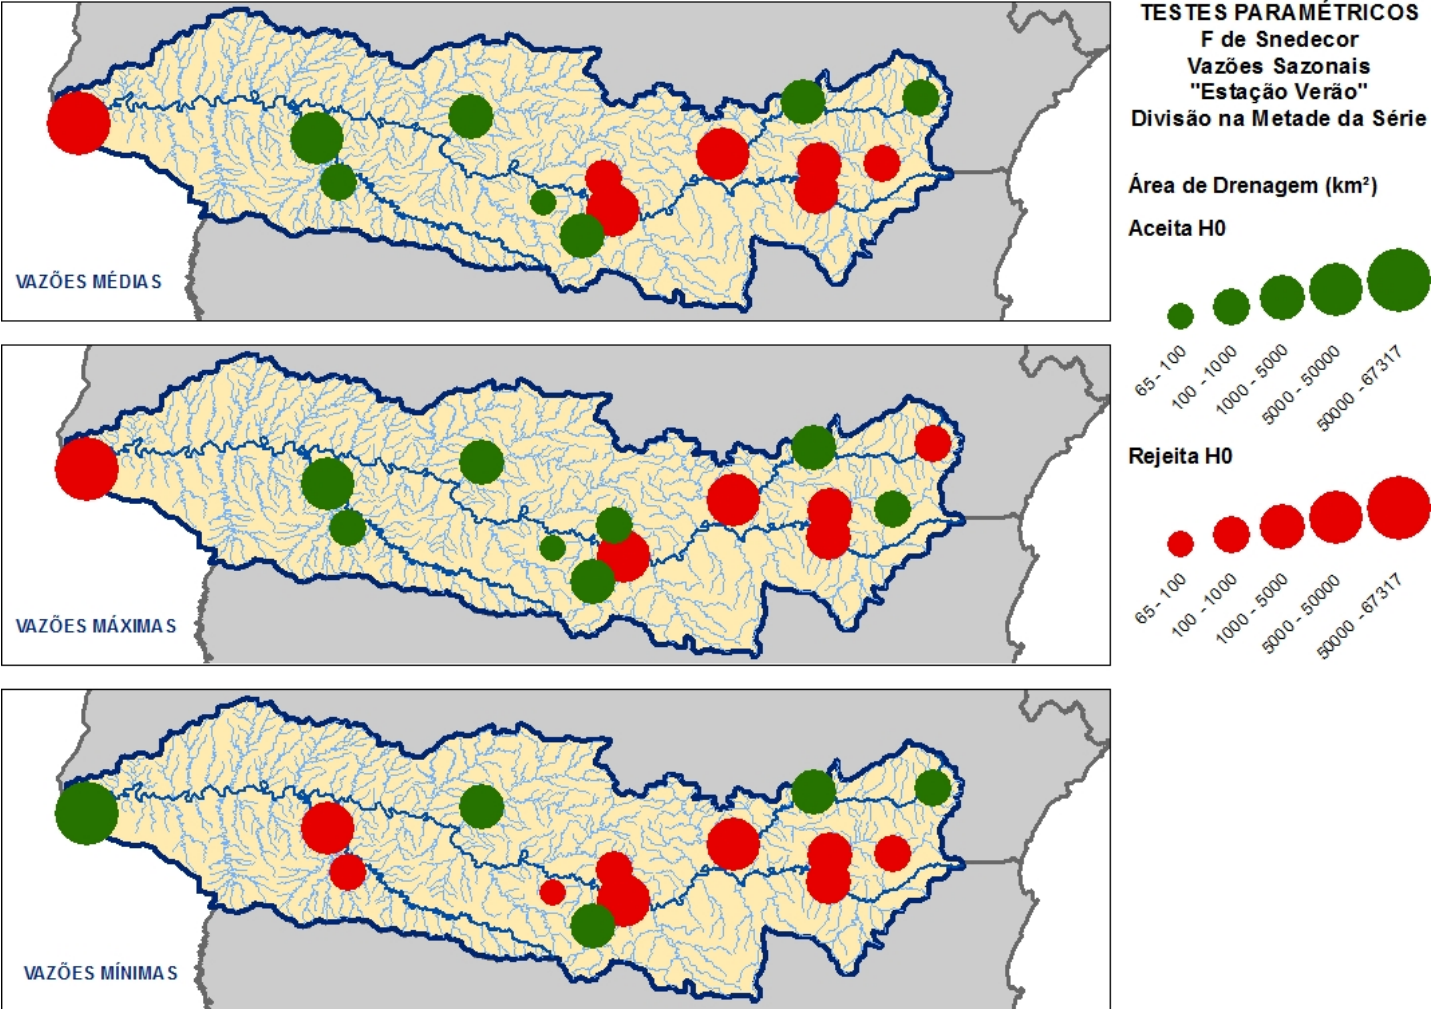 TESTES PARAMÉTRICOS
F de Snedecor
Vazões Sazonais
"Estação Verão"
Divisão na Metade da Série
Área de Drenagem (km²)
Aceita H0
65 - 100
100 - 1000
1000 - 5000
5000 - 50000
50000 - 67317
Rejeita H0
65 - 100
100 - 1000
1000 - 5000
5000 - 50000
50000 - 67317
VAZÕES MÉDIAS
VAZÕES MÁXIMAS
VAZÕES MÍNIMAS